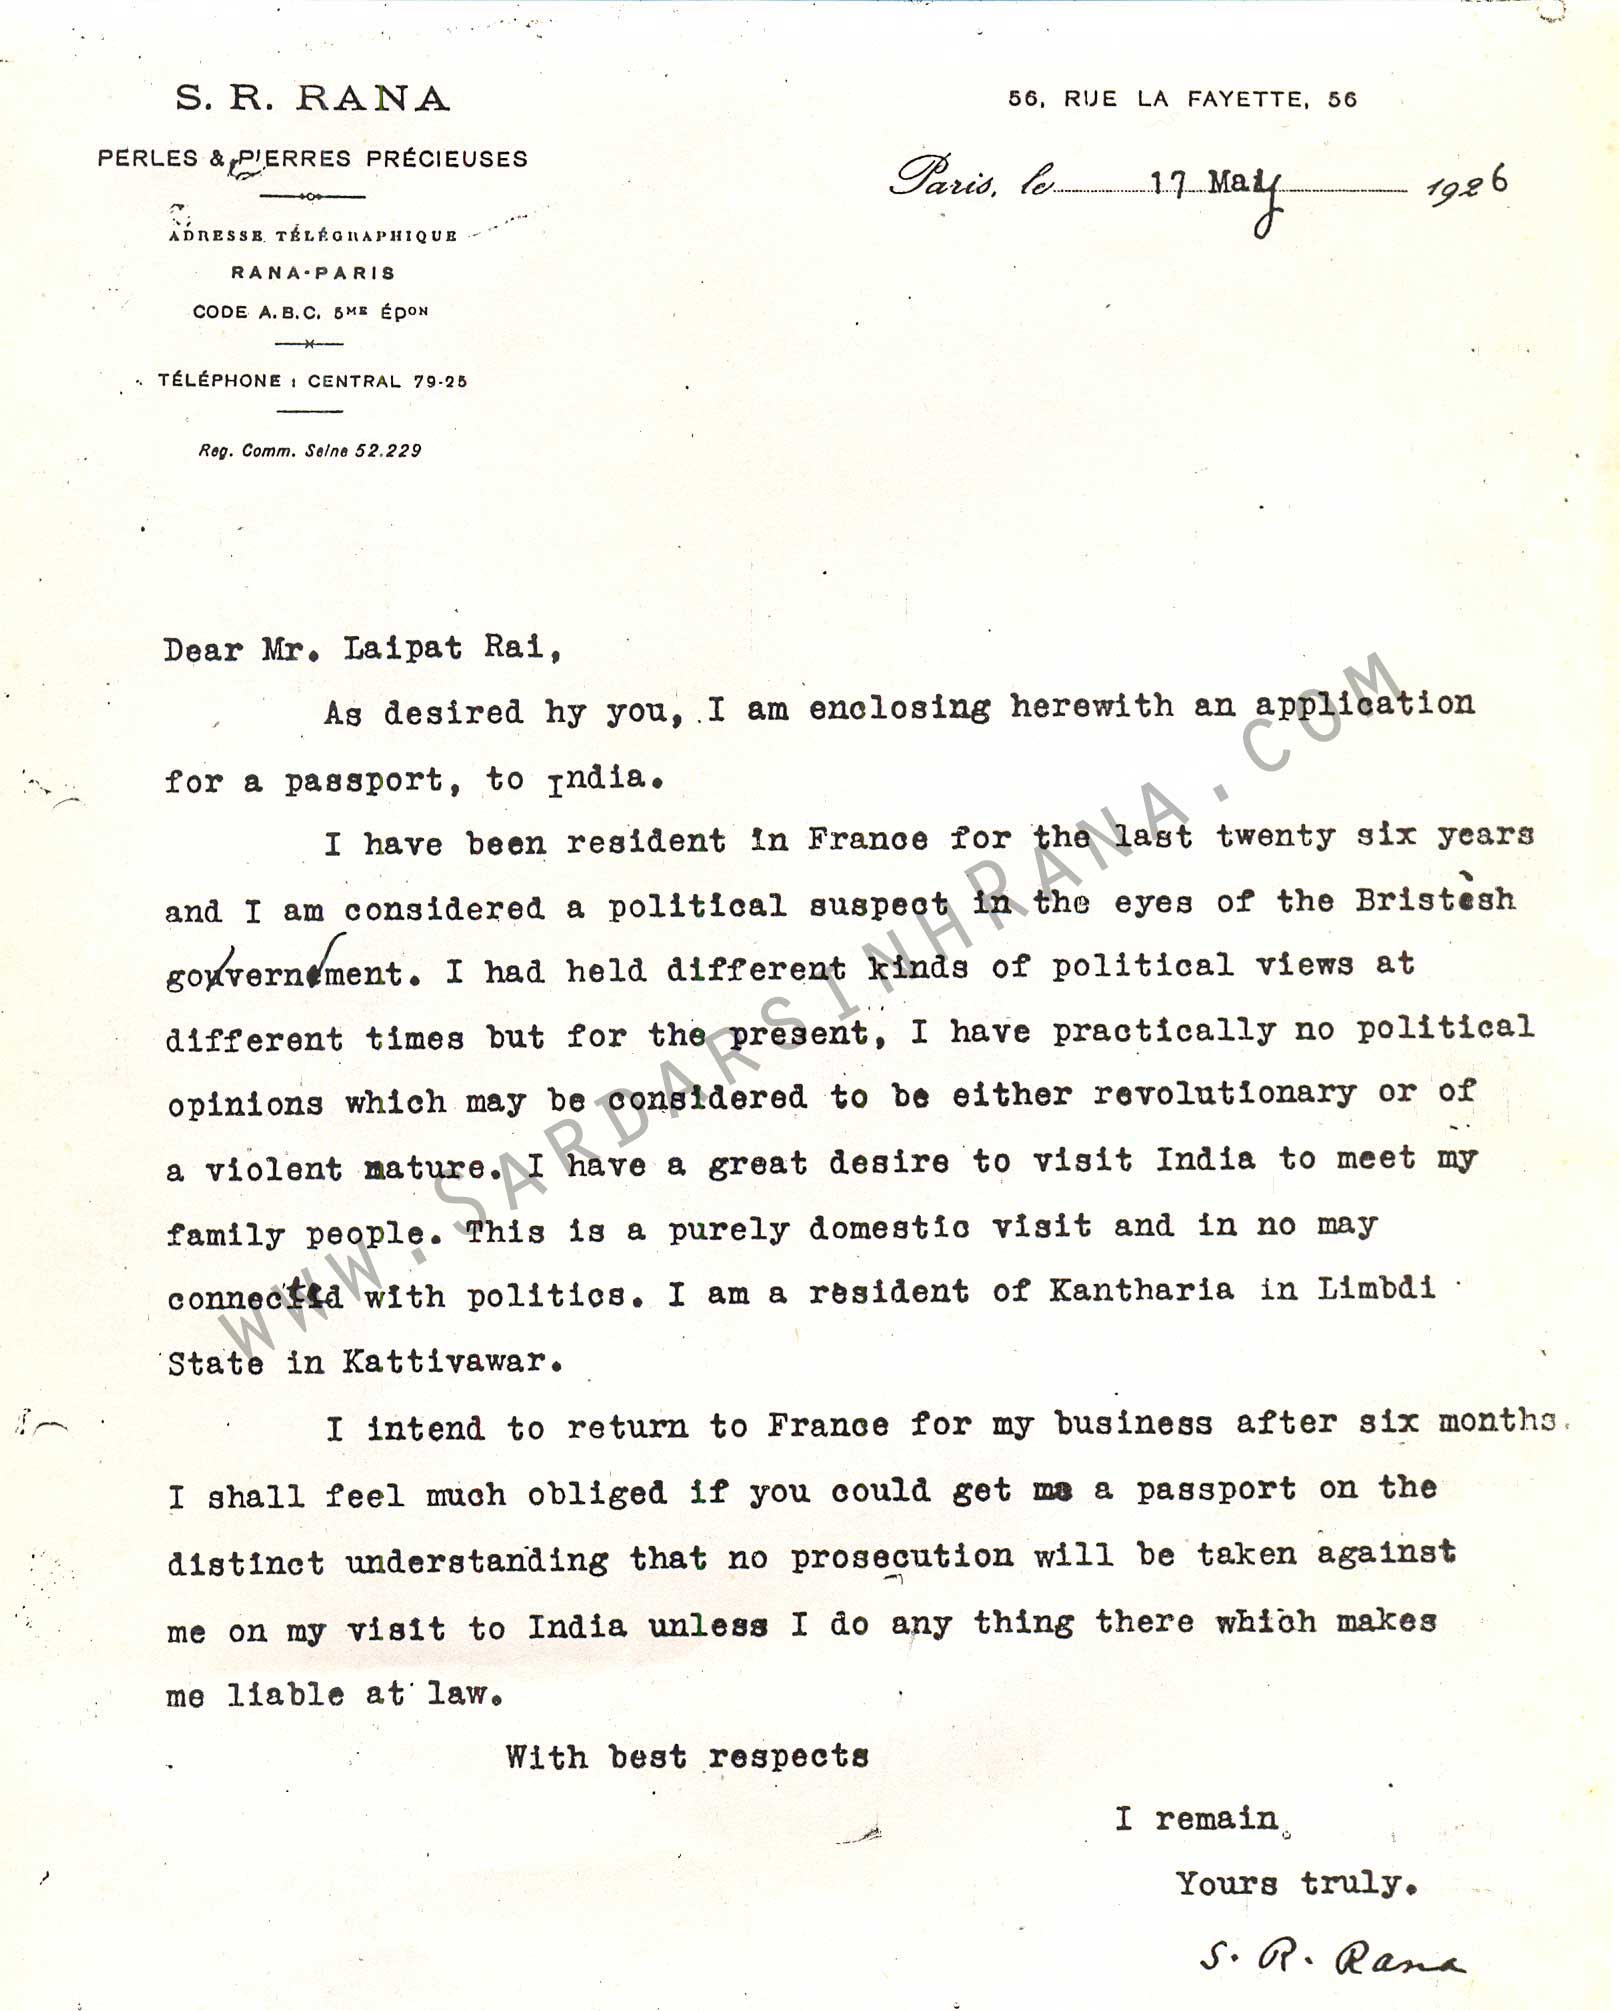 S. R. RANA
PERLES & PIERRES PRÉCIEUSES
ADRESSE TÉLÉGRAPHIQUE
RANA-PARIS
CODE A.B.C. 5ME ÉDON
TÉLÉPHONE : CENTRAL 79-25
Reg. Comm. Seine 52.229
56, RUE LA FAYETTE, 56
Paris, le 17 May 1926
Dear Mr. Laipat Rai,
As desired hy you, I am enclosing herewith an application
for a passport, to India.
I have been resident in France for the last twenty six years
and I am considered a political suspect in the eyes of the Bristish
government. I had held different kinds of political views at
different times but for the present, I have practically no political
opinions which may be considered to be either revolutionary or of
a violent nature. I have a great desire to visit India to meet my
family people. This is a purely domestic visit and in no may
connected with politics. I am a resident of Kantharia in Limbdi
State in Kattivawar.
I intend to return to France for my business after six months.
I shall feel much obliged if you could get me a passport on the
distinct understanding that no prosecution will be taken against
me on my visit to India unless I do any thing there which makes
me liable at law.
With best respects
I remain
Yours truly.
S. R. Rana
WWW.SARDARSINHRANA.COM